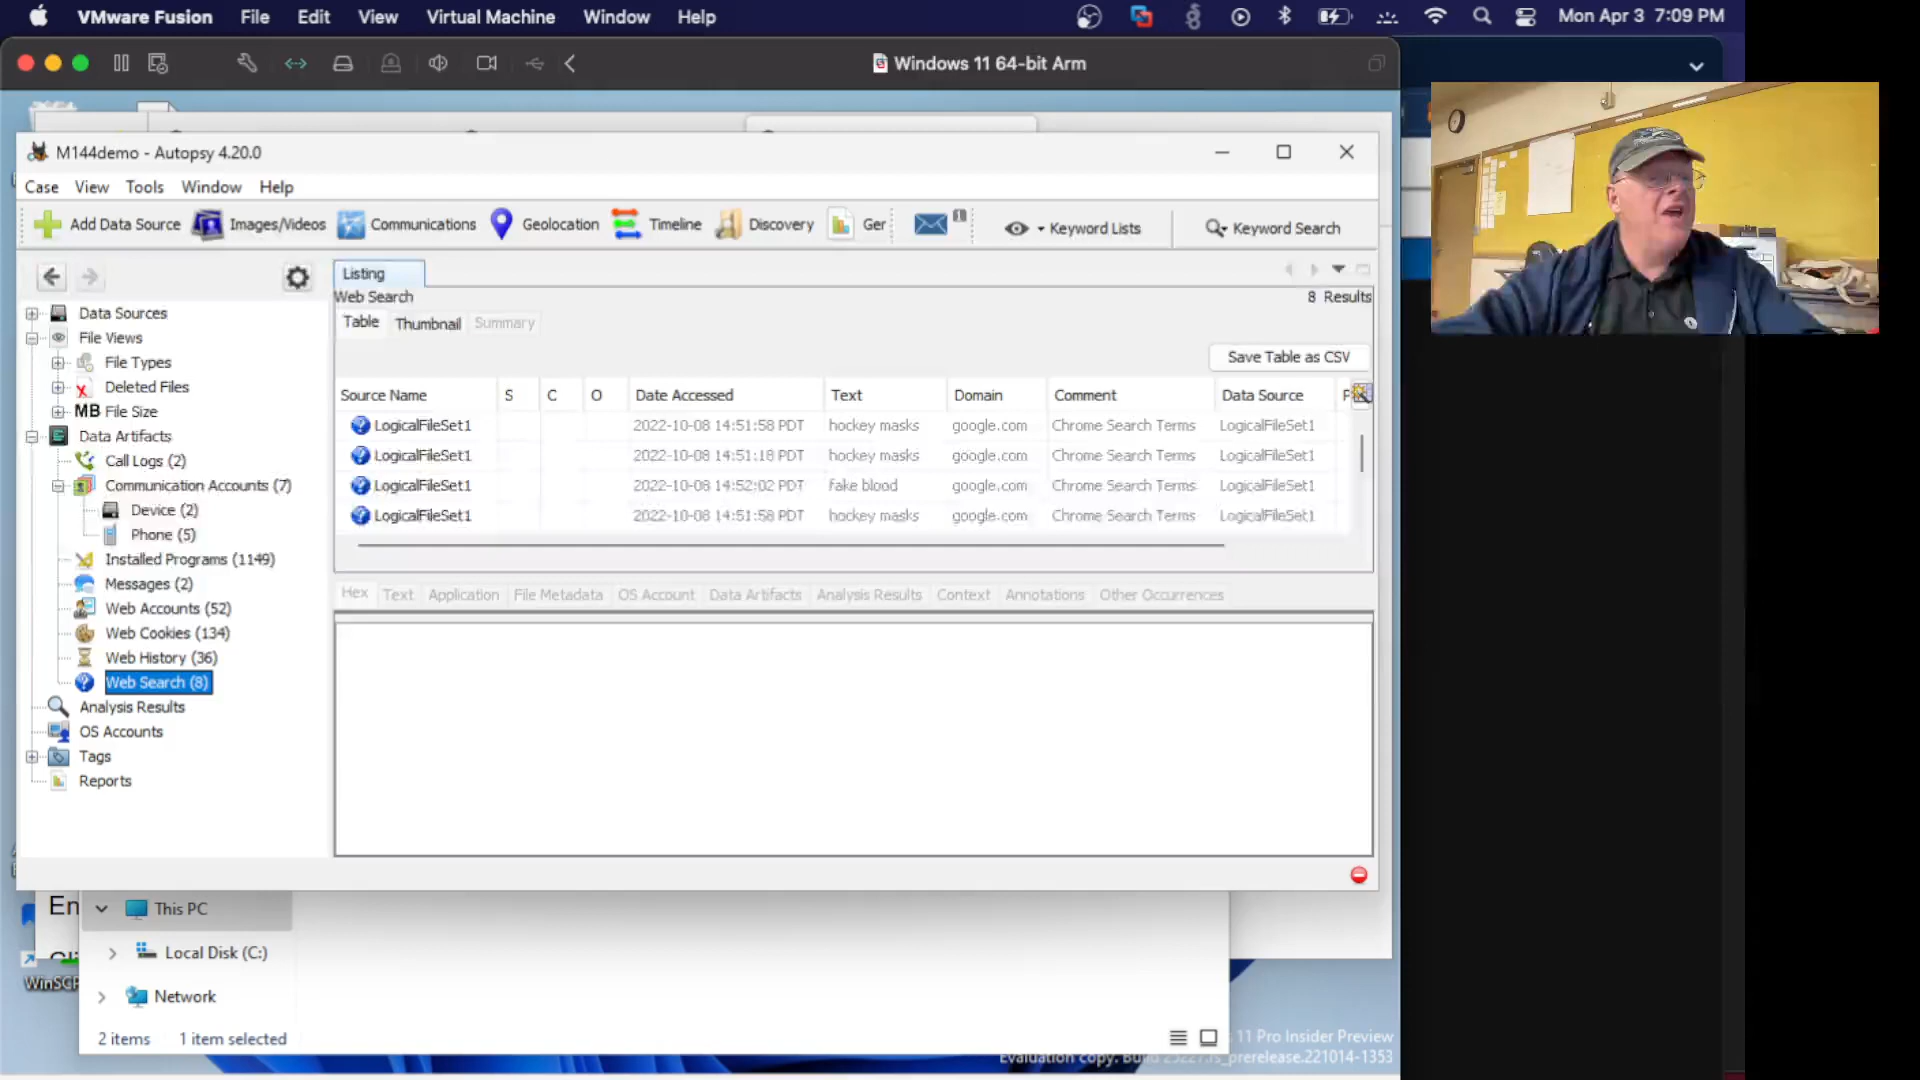 VMware Fusion File Edit View Virtual Machine Window Help Mon Apr 3 7:09 PM
Windows 11 64-bit Arm
M144demo - Autopsy 4.20.0
Case View Tools Window Help
Add Data Source Images/Videos Communications Geolocation Timeline Discovery Ger 1 Keyword Lists Keyword Search
Listing
Web Search 8 Results
Table Thumbnail Summary
Save Table as CSV
Source Name S C O Date Accessed Text Domain Comment Data Source
LogicalFileSet1 2022-10-08 14:51:58 PDT hockey masks google.com Chrome Search Terms LogicalFileSet1
LogicalFileSet1 2022-10-08 14:51:18 PDT hockey masks google.com Chrome Search Terms LogicalFileSet1
LogicalFileSet1 2022-10-08 14:52:02 PDT fake blood google.com Chrome Search Terms LogicalFileSet1
LogicalFileSet1 2022-10-08 14:51:58 PDT hockey masks google.com Chrome Search Terms LogicalFileSet1
Hex Text Application File Metadata OS Account Data Artifacts Analysis Results Context Annotations Other Occurrences
Data Sources
File Views
File Types
Deleted Files
MB File Size
Data Artifacts
Call Logs (2)
Communication Accounts (7)
Device (2)
Phone (5)
Installed Programs (1149)
Messages (2)
Web Accounts (52)
Web Cookies (134)
Web History (36)
Web Search (8)
Analysis Results
OS Accounts
Tags
Reports
En
This PC
Local Disk (C:)
Network
2 items 1 item selected
11 Pro Insider Preview
Evaluation copy. Build 25227.rs_prerelease.221014-1353